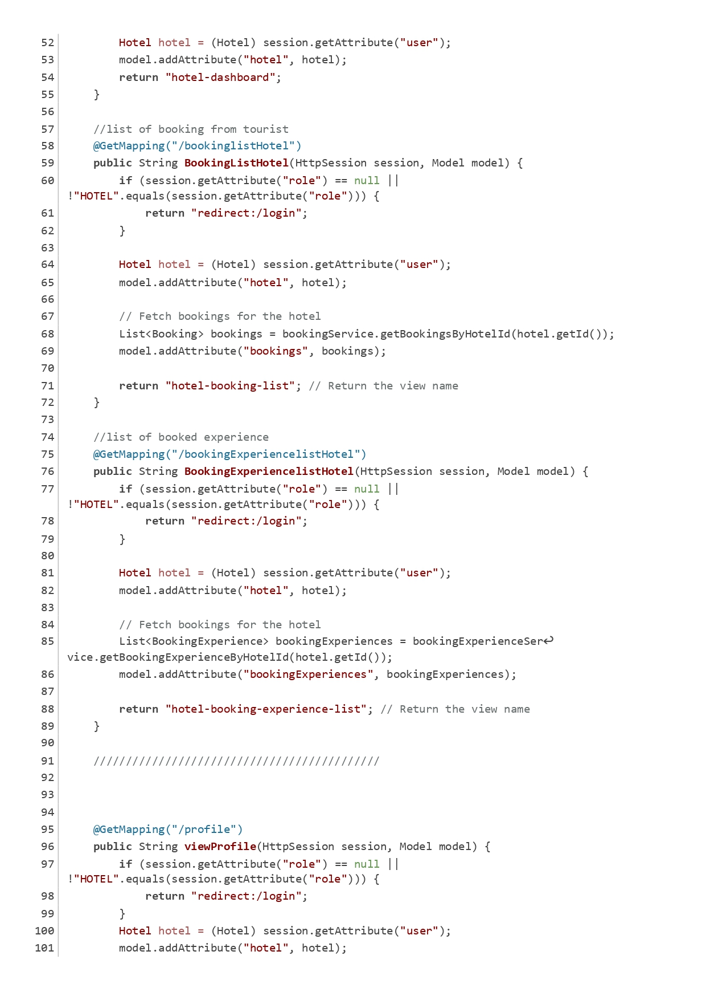 52         Hotel hotel = (Hotel) session.getAttribute("user");
53         model.addAttribute("hotel", hotel);
54         return "hotel-dashboard";
55     }
56
57     //list of booking from tourist
58     @GetMapping("/bookinglistHotel")
59     public String BookingListHotel(HttpSession session, Model model) {
60         if (session.getAttribute("role") == null ||
!"HOTEL".equals(session.getAttribute("role"))) {
61             return "redirect:/login";
62         }
63
64         Hotel hotel = (Hotel) session.getAttribute("user");
65         model.addAttribute("hotel", hotel);
66
67         // Fetch bookings for the hotel
68         List<Booking> bookings = bookingService.getBookingsByHotelId(hotel.getId());
69         model.addAttribute("bookings", bookings);
70
71         return "hotel-booking-list"; // Return the view name
72     }
73
74     //list of booked experience
75     @GetMapping("/bookingExperiencelistHotel")
76     public String BookingExperiencelistHotel(HttpSession session, Model model) {
77         if (session.getAttribute("role") == null ||
!"HOTEL".equals(session.getAttribute("role"))) {
78             return "redirect:/login";
79         }
80
81         Hotel hotel = (Hotel) session.getAttribute("user");
82         model.addAttribute("hotel", hotel);
83
84         // Fetch bookings for the hotel
85         List<BookingExperience> bookingExperiences = bookingExperienceSer↩
vice.getBookingExperienceByHotelId(hotel.getId());
86         model.addAttribute("bookingExperiences", bookingExperiences);
87
88         return "hotel-booking-experience-list"; // Return the view name
89     }
90
91     ////////////////////////////////////////////
92
93
94
95     @GetMapping("/profile")
96     public String viewProfile(HttpSession session, Model model) {
97         if (session.getAttribute("role") == null ||
!"HOTEL".equals(session.getAttribute("role"))) {
98             return "redirect:/login";
99         }
100         Hotel hotel = (Hotel) session.getAttribute("user");
101         model.addAttribute("hotel", hotel);